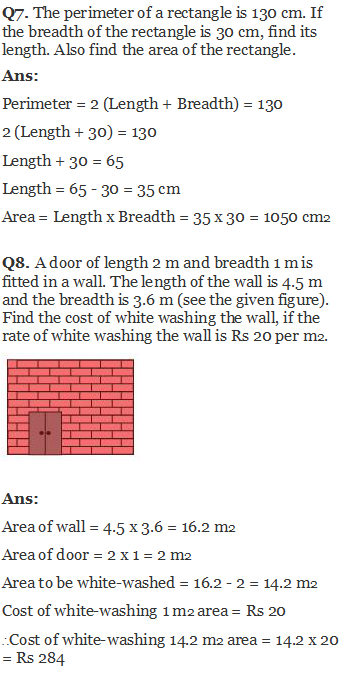 Q7. The perimeter of a rectangle is 130 cm. If
the breadth of the rectangle is 30 cm, find its
length. Also find the area of the rectangle.
Ans:
Perimeter = 2 (Length + Breadth) = 130
2 (Length + 30) = 130
Length + 30 = 65
Length = 65 - 30 = 35 cm
Area = Length x Breadth = 35 x 30 = 1050 cm2
Q8. A door of length 2 m and breadth 1 m is
fitted in a wall. The length of the wall is 4.5 m
and the breadth is 3.6 m (see the given figure).
Find the cost of white washing the wall, if the
rate of white washing the wall is Rs 20 per m2.
Ans:
Area of wall = 4.5 x 3.6 = 16.2 m2
Area of door = 2 x 1 = 2 m2
Area to be white-washed = 16.2 - 2 = 14.2 m2
Cost of white-washing 1 m2 area = Rs 20
∴Cost of white-washing 14.2 m2 area = 14.2 x 20
= Rs 284